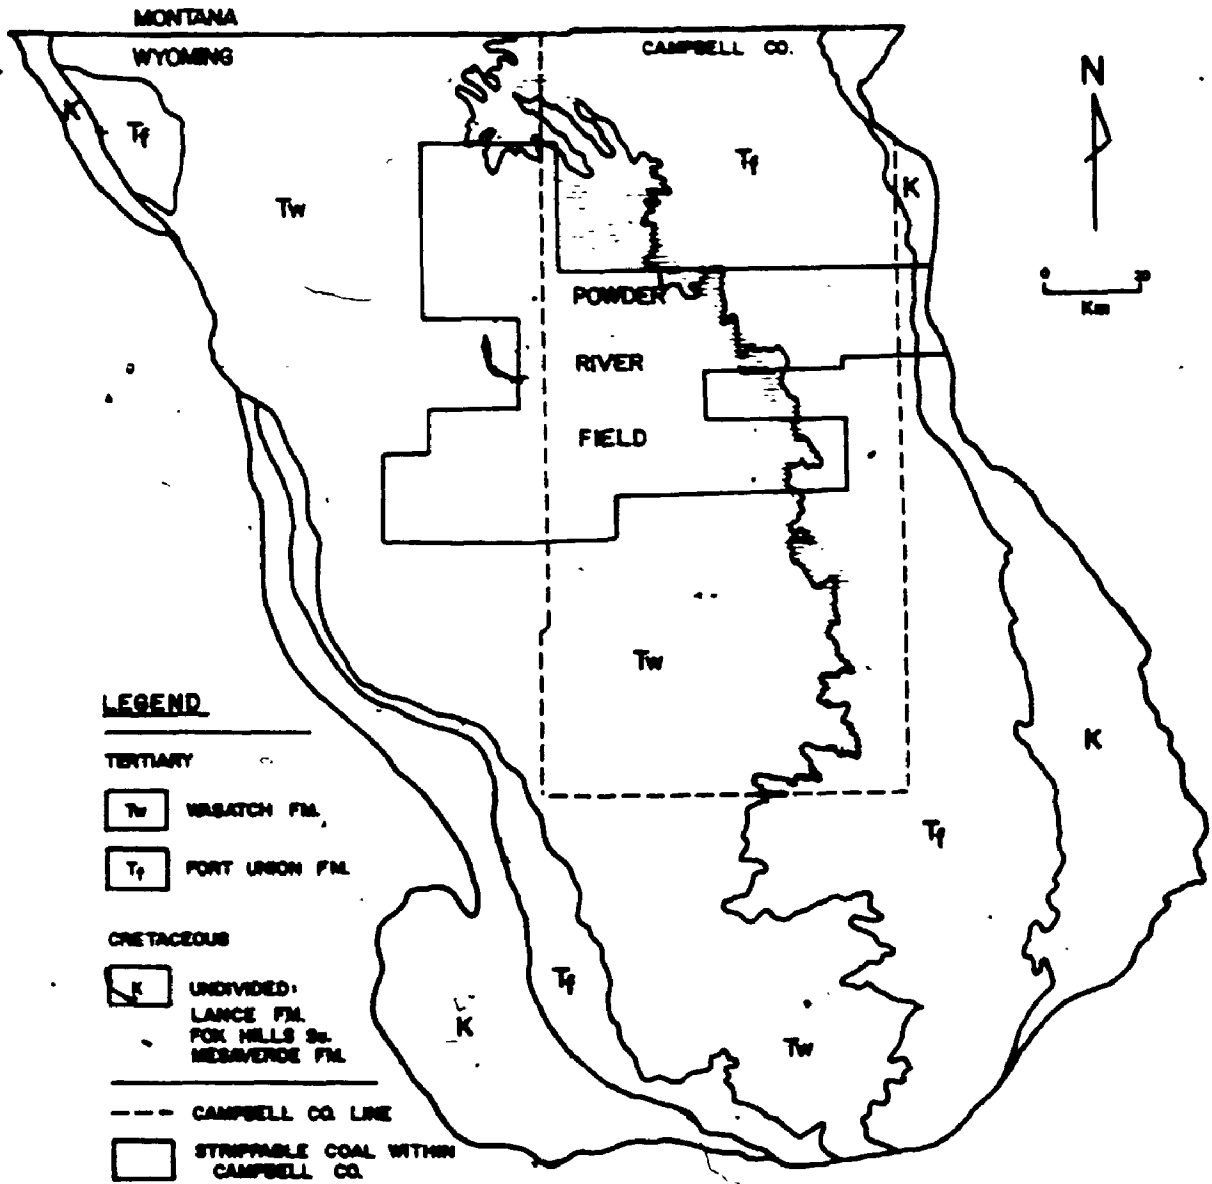 MONTANA
WYOMING
CAMPBELL CO.
N
K
Tf
Tf
K
Tw
0 20
Km
POWDER
RIVER
FIELD
Tw
K
Tf
Tf
K
Tw
LEGEND
TERTIARY
Tw WASATCH FM.
Tf FORT UNION FM.
CRETACEOUS
K UNDIVIDED:
LANCE FM.
FOX HILLS Ss.
MESAVERDE FM.
CAMPBELL CO. LINE
STRIPPABLE COAL WITHIN
CAMPBELL CO.